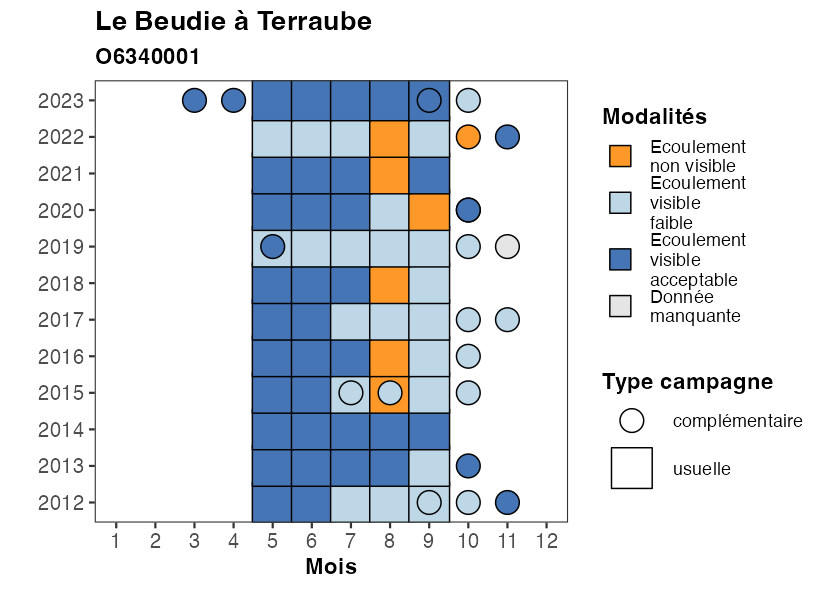 Le Beudie à Terraube
O6340001
2023
2022
2021
2020
2019
2018
2017
2016
2015
2014
2013
2012
1 2 3 4 5 6 7 8 9 10 11 12
Mois
Modalités
Ecoulement
non visible
Ecoulement
visible
faible
Ecoulement
visible
acceptable
Donnée
manquante
Type campagne
complémentaire
usuelle